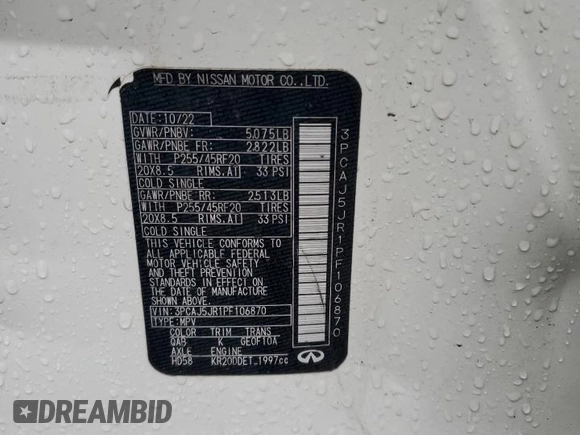 MFD BY NISSAN MOTOR CO.,LTD.
DATE: 10/22
GVWR/PNBV: 5075LB
GAWR/PNBE FR: 2822LB
WITH P255/45RF20 TIRES
20X8.5 RIMS.AT 33 PSI
COLD SINGLE
GAWR/PNBE RR: 2513LB
WITH P255/45RF20 TIRES
20X8.5 RIMS.AT 33 PSI
COLD SINGLE
THIS VEHICLE CONFORMS TO
ALL APPLICABLE FEDERAL
MOTOR VEHICLE SAFETY
AND THEFT PREVENTION
STANDARDS IN EFFECT
ON THE DATE OF
MANUFACTURE SHOWN ABOVE.
VIN: 3PCAJ5JR1PF106870
TYPE: MPV
COLOR TRIM TRANS
QAB K GE0F10A
AXLE ENGINE
HD58 KR20DDET 1997cc
3PCAJ5JR1PF106870
INFINITI
DREAMBID